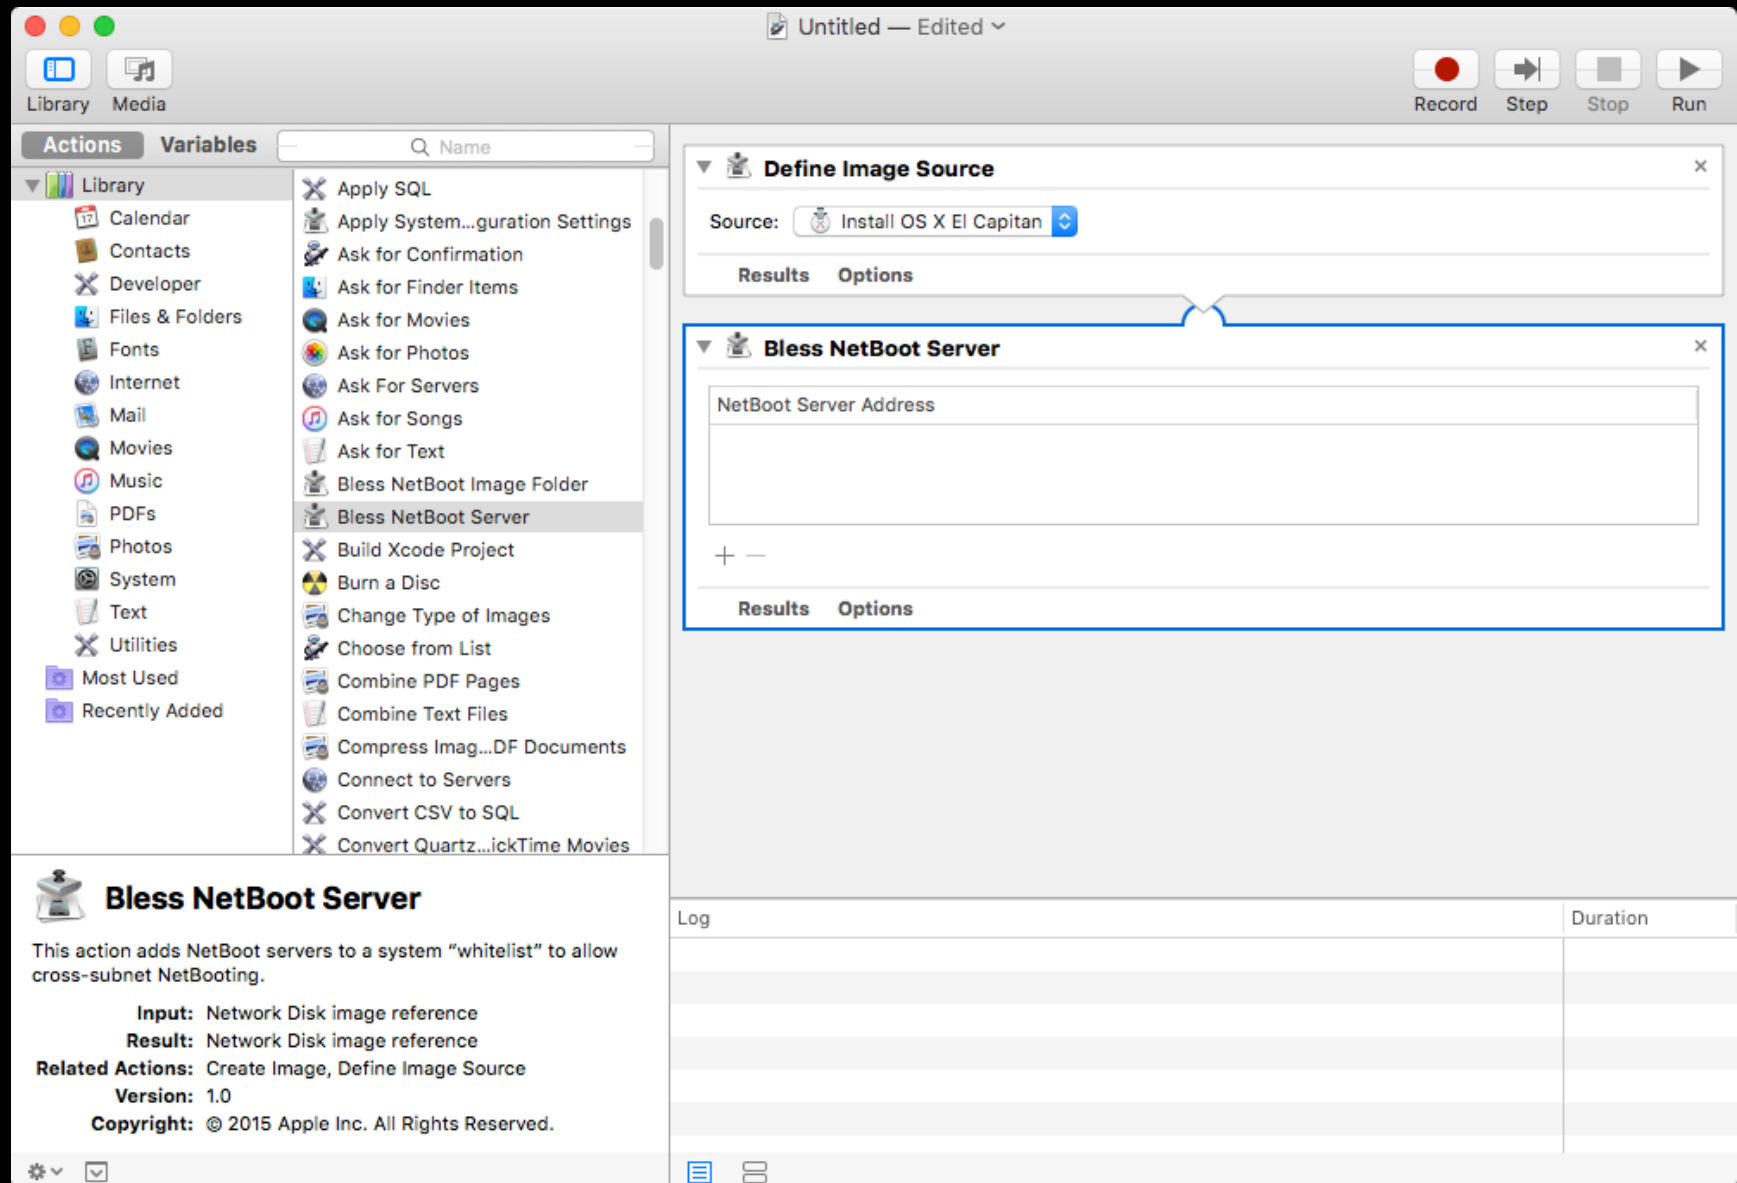 Untitled — Edited
Library
Media
Record
Step
Stop
Run
Actions
Variables
Name
Library
Calendar
17
Contacts
Developer
Files & Folders
Fonts
Internet
Mail
Movies
Music
PDFs
Photos
System
Text
Utilities
Most Used
Recently Added
Apply SQL
Apply System...guration Settings
Ask for Confirmation
Ask for Finder Items
Ask for Movies
Ask for Photos
Ask For Servers
Ask for Songs
Ask for Text
Bless NetBoot Image Folder
Bless NetBoot Server
Build Xcode Project
Burn a Disc
Change Type of Images
Choose from List
Combine PDF Pages
Combine Text Files
Compress Imag...DF Documents
Connect to Servers
Convert CSV to SQL
Convert Quartz...ickTime Movies
Bless NetBoot Server
This action adds NetBoot servers to a system “whitelist” to allow
cross-subnet NetBooting.
Input: Network Disk image reference
Result: Network Disk image reference
Related Actions: Create Image, Define Image Source
Version: 1.0
Copyright: © 2015 Apple Inc. All Rights Reserved.
Define Image Source
Source: Install OS X El Capitan
Results Options
Bless NetBoot Server
NetBoot Server Address
Results Options
Log
Duration